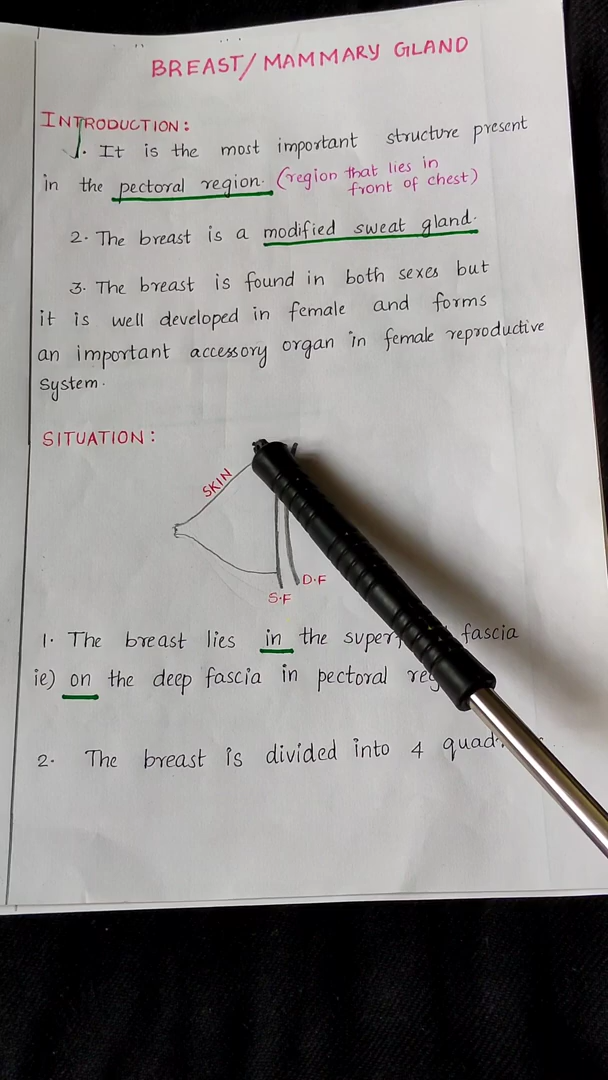 BREAST/MAMMARY GLAND
INTRODUCTION:
1. It is the most important structure present
in the pectoral region. (region that lies in
front of chest)
2. The breast is a modified sweat gland.
3. The breast is found in both sexes but
it is well developed in female and forms
an important accessory organ in female reproductive
system.
SITUATION:
SKIN
D.F
S.F
1. The breast lies in the fascia
ie) on the deep fascia in pectoral
2. The breast is divided into 4